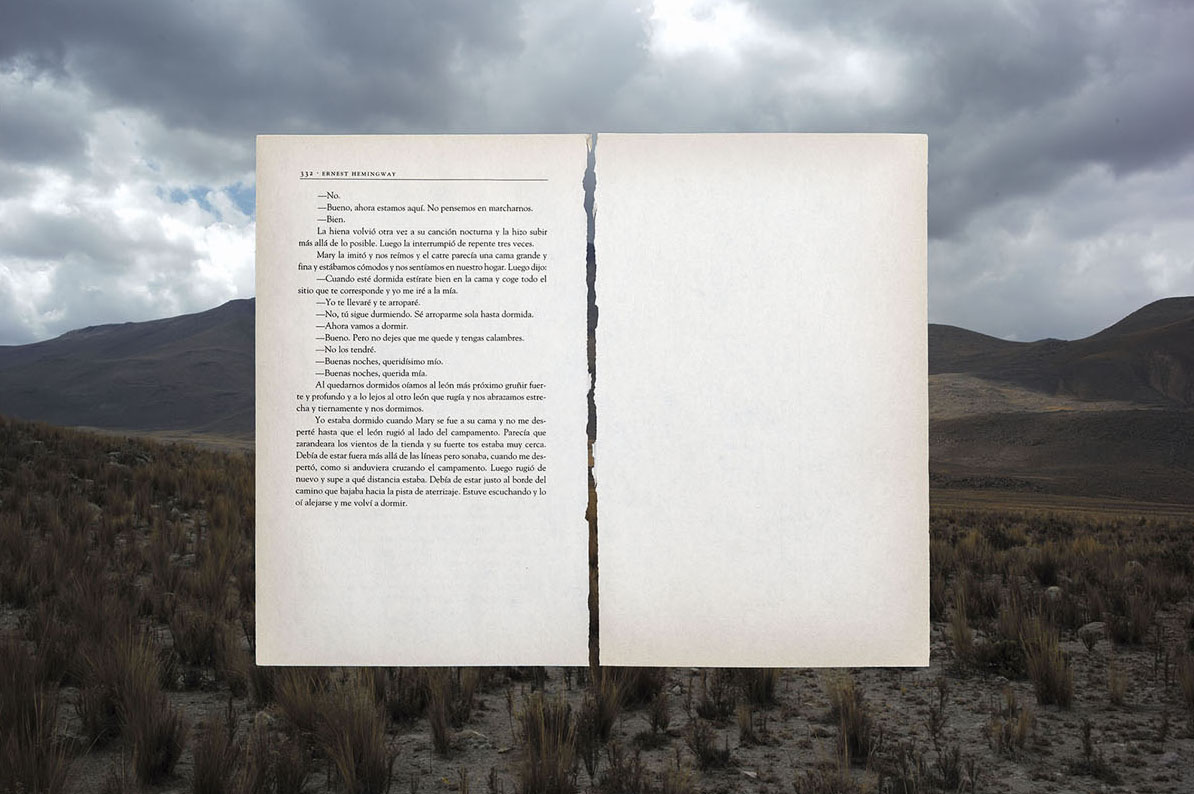 332 · ERNEST HEMINGWAY
—No.
—Bueno, ahora estamos aquí. No pensemos en marcharnos.
—Bien.
La hiena volvió otra vez a su canción nocturna y la hizo subir
más allá de lo posible. Luego la interrumpió de repente tres veces.
Mary la imitó y nos reímos y el catre parecía una cama grande y
fina y estábamos cómodos y nos sentíamos en nuestro hogar. Luego dijo:
—Cuando esté dormida estírate bien en la cama y coge todo el
sitio que te corresponde y yo me iré a la mía.
—Yo te llevaré y te arroparé.
—No, tú sigue durmiendo. Sé arroparme sola hasta dormida.
—Ahora vamos a dormir.
—Bueno. Pero no dejes que me quede y tengas calambres.
—No los tendré.
—Buenas noches, queridísimo mío.
—Buenas noches, querida mía.
Al quedarnos dormidos oíamos al león más próximo gruñir fuer-
te y profundo y a lo lejos al otro león que rugía y nos abrazamos estre-
cha y tiernamente y nos dormimos.
Yo estaba dormido cuando Mary se fue a su cama y no me des-
perté hasta que el león rugió al lado del campamento. Parecía que
zarandeara los vientos de la tienda y su fuerte tos estaba muy cerca.
Debía de estar fuera más allá de las líneas pero sonaba, cuando me des-
pertó, como si anduviera cruzando el campamento. Luego rugió de
nuevo y supe a qué distancia estaba. Debía de estar justo al borde del
camino que bajaba hacia la pista de aterrizaje. Estuve escuchando y lo
oí alejarse y me volví a dormir.